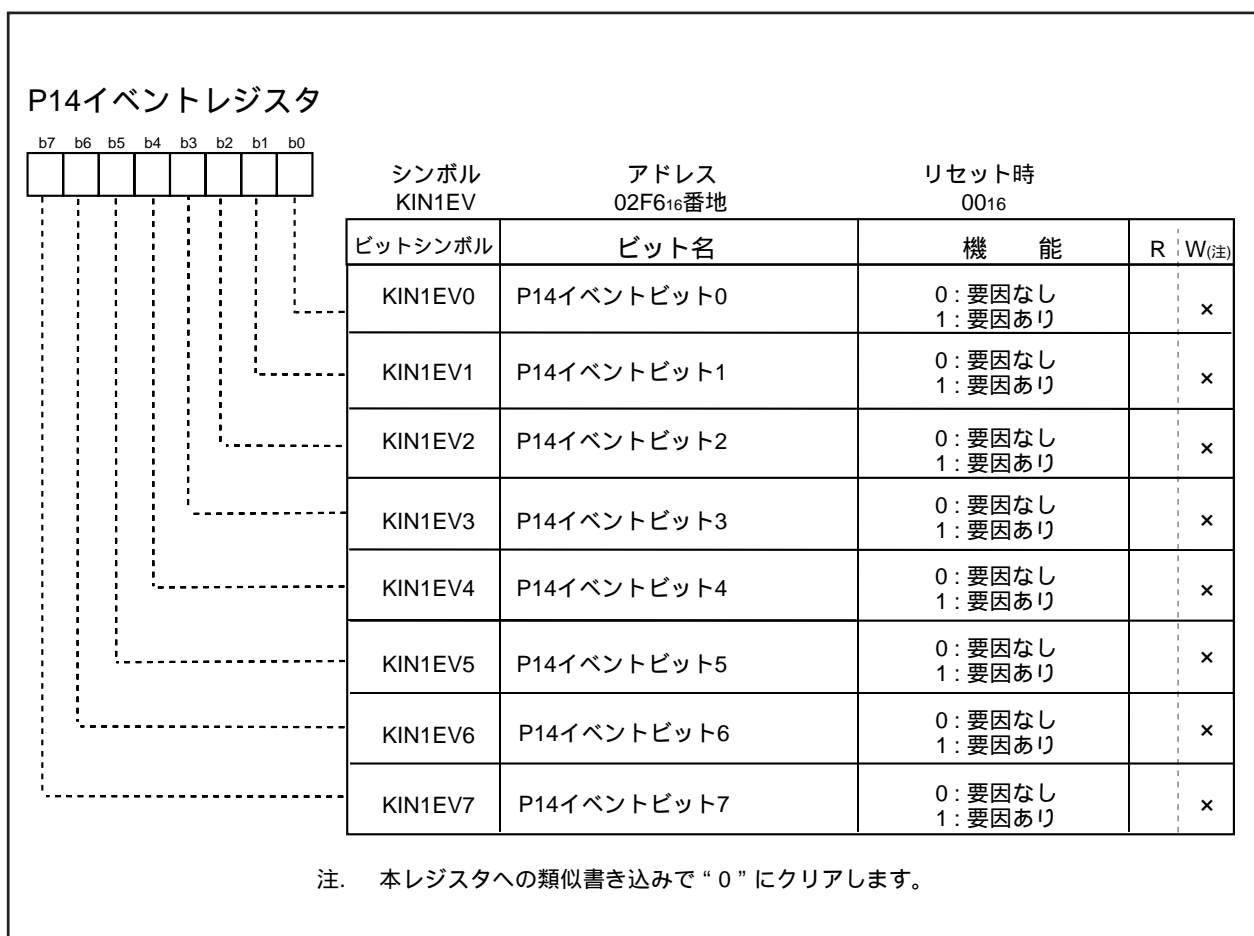 P14イベントレジスタ
b7 b6 b5 b4 b3 b2 b1 b0
シンボル アドレス リセット時
KIN1EV 02F616番地 0016
ビットシンボル ビット名 機 能 R W(注)
KIN1EV0 P14イベントビット0 0 : 要因なし
1 : 要因あり ×
KIN1EV1 P14イベントビット1 0 : 要因なし
1 : 要因あり ×
KIN1EV2 P14イベントビット2 0 : 要因なし
1 : 要因あり ×
KIN1EV3 P14イベントビット3 0 : 要因なし
1 : 要因あり ×
KIN1EV4 P14イベントビット4 0 : 要因なし
1 : 要因あり ×
KIN1EV5 P14イベントビット5 0 : 要因なし
1 : 要因あり ×
KIN1EV6 P14イベントビット6 0 : 要因なし
1 : 要因あり ×
KIN1EV7 P14イベントビット7 0 : 要因なし
1 : 要因あり ×
注. 本レジスタへの類似書き込みで“0”にクリアします。